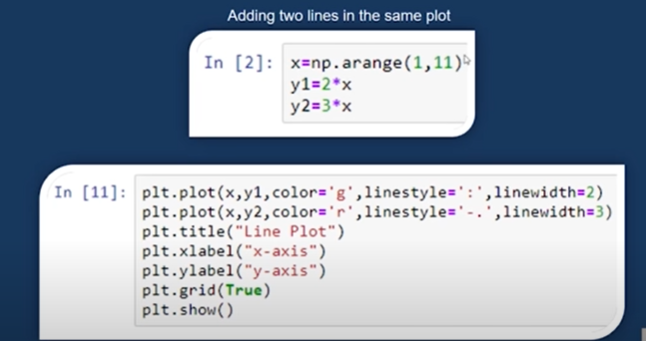 Adding two lines in the same plot
In [2]: x=np.arange(1,11)
y1=2*x
y2=3*x
In [11]: plt.plot(x,y1,color='g',linestyle=':',linewidth=2)
plt.plot(x,y2,color='r',linestyle='-.',linewidth=3)
plt.title("Line Plot")
plt.xlabel("x-axis")
plt.ylabel("y-axis")
plt.grid(True)
plt.show()